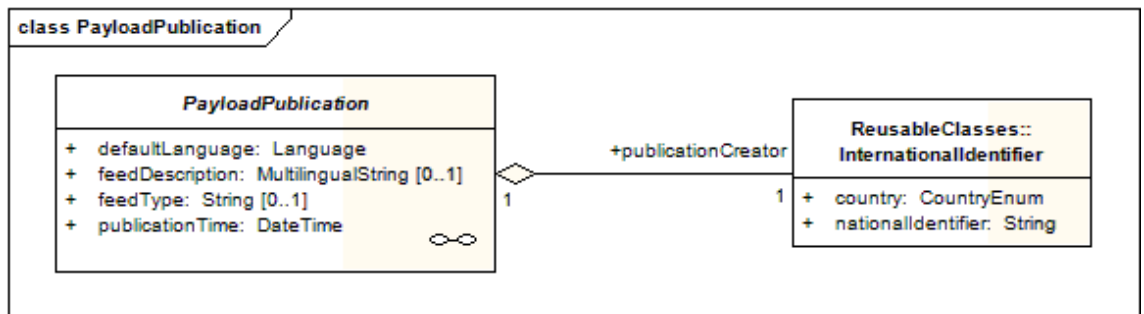 class PayloadPublication
PayloadPublication
+ defaultLanguage: Language
+ feedDescription: MultilingualString [0..1]
+ feedType: String [0..1]
+ publicationTime: DateTime
1
+publicationCreator
1
ReusableClasses::
InternationalIdentifier
+ country: CountryEnum
+ nationalIdentifier: String